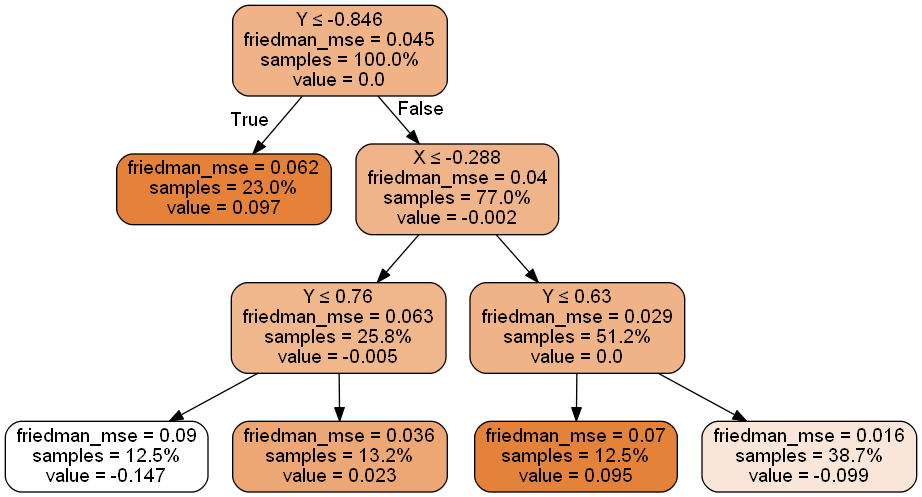 Y ≤ -0.846
friedman_mse = 0.045
samples = 100.0%
value = 0.0
True
False
friedman_mse = 0.062
samples = 23.0%
value = 0.097
X ≤ -0.288
friedman_mse = 0.04
samples = 77.0%
value = -0.002
Y ≤ 0.76
friedman_mse = 0.063
samples = 25.8%
value = -0.005
Y ≤ 0.63
friedman_mse = 0.029
samples = 51.2%
value = 0.0
friedman_mse = 0.09
samples = 12.5%
value = -0.147
friedman_mse = 0.036
samples = 13.2%
value = 0.023
friedman_mse = 0.07
samples = 12.5%
value = 0.095
friedman_mse = 0.016
samples = 38.7%
value = -0.099